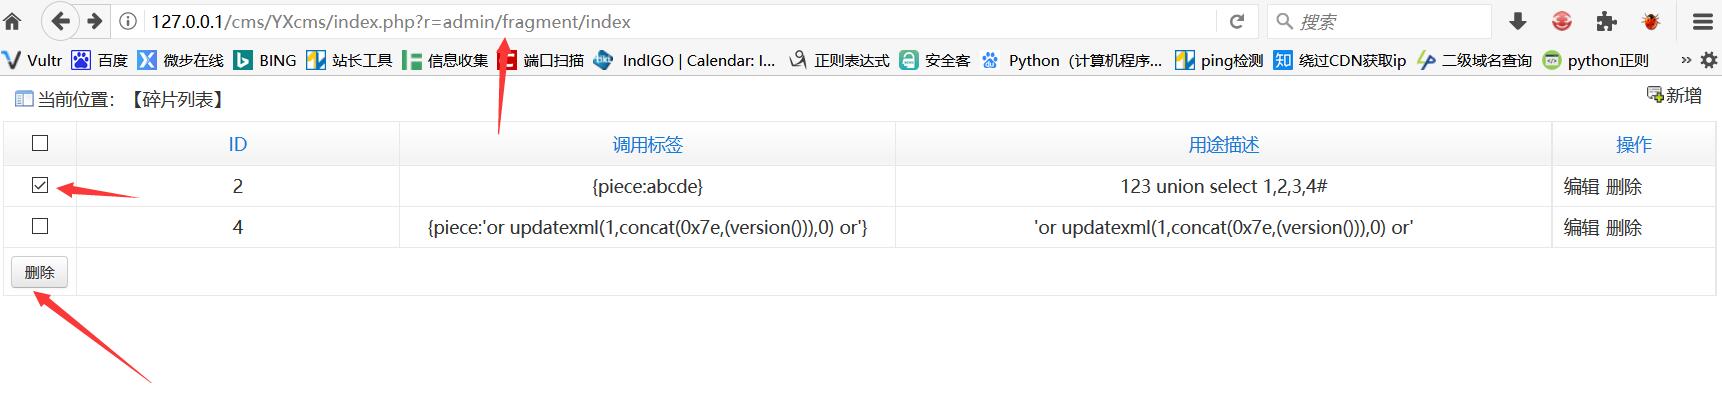 127.0.0.1/cms/YXcms/index.php?r=admin/fragment/index 搜索
Vultr 百度 微步在线 BING 站长工具 信息收集 端口扫描 IndIGO | Calendar: I... 正则表达式 安全客 Python（计算机程序... ping检测 绕过CDN获取ip 二级域名查询 python正则 »
当前位置：【碎片列表】 新增
ID 调用标签 用途描述 操作
2 {piece:abcde} 123 union select 1,2,3,4# 编辑 删除
4 {piece:'or updatexml(1,concat(0x7e,(version())),0) or'} 'or updatexml(1,concat(0x7e,(version())),0) or' 编辑 删除
删除